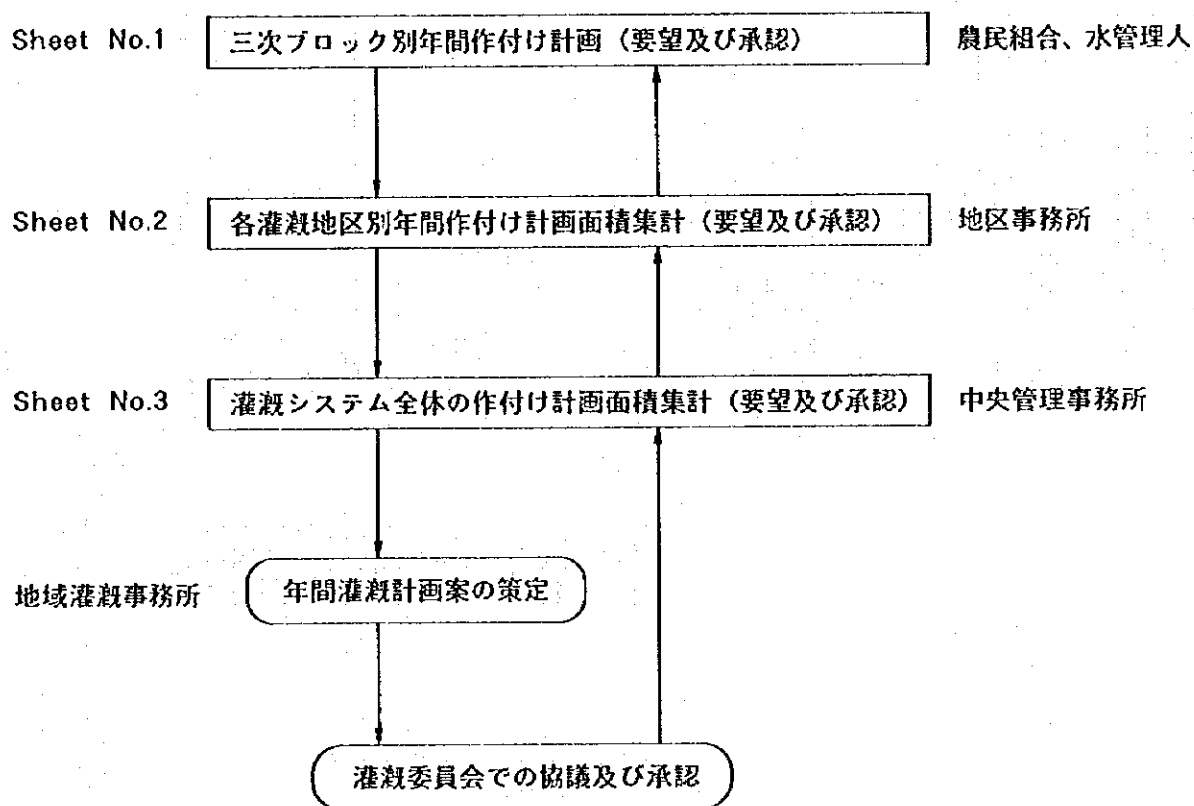 Sheet No.1 三次ブロック別年間作付け計画（要望及び承認） 農民組合、水管理人
Sheet No.2 各灌漑地区別年間作付け計画面積集計（要望及び承認） 地区事務所
Sheet No.3 灌漑システム全体の作付け計画面積集計（要望及び承認） 中央管理事務所
地域灌漑事務所 年間灌漑計画案の策定
灌漑委員会での協議及び承認